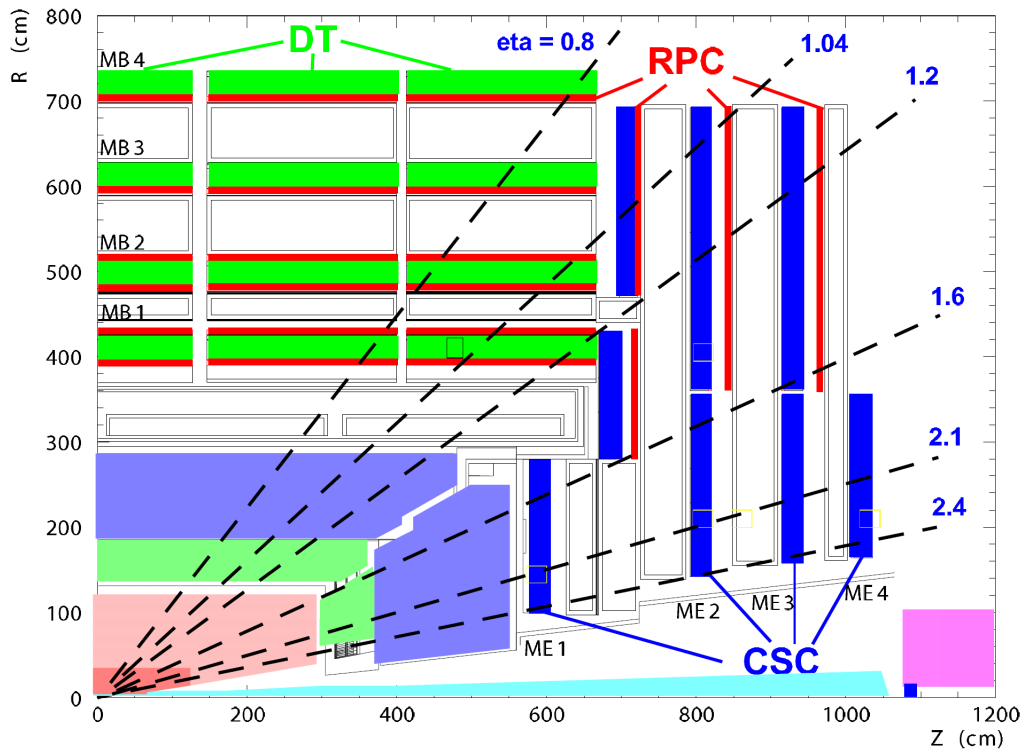 R (cm)
800
700
600
500
400
300
200
100
0
0
200
400
600
800
1000
1200
Z (cm)
MB 4
MB 3
MB 2
MB 1
DT
eta = 0.8
1.04
1.2
RPC
1.6
2.1
2.4
ME 1
ME 2
ME 3
ME 4
CSC